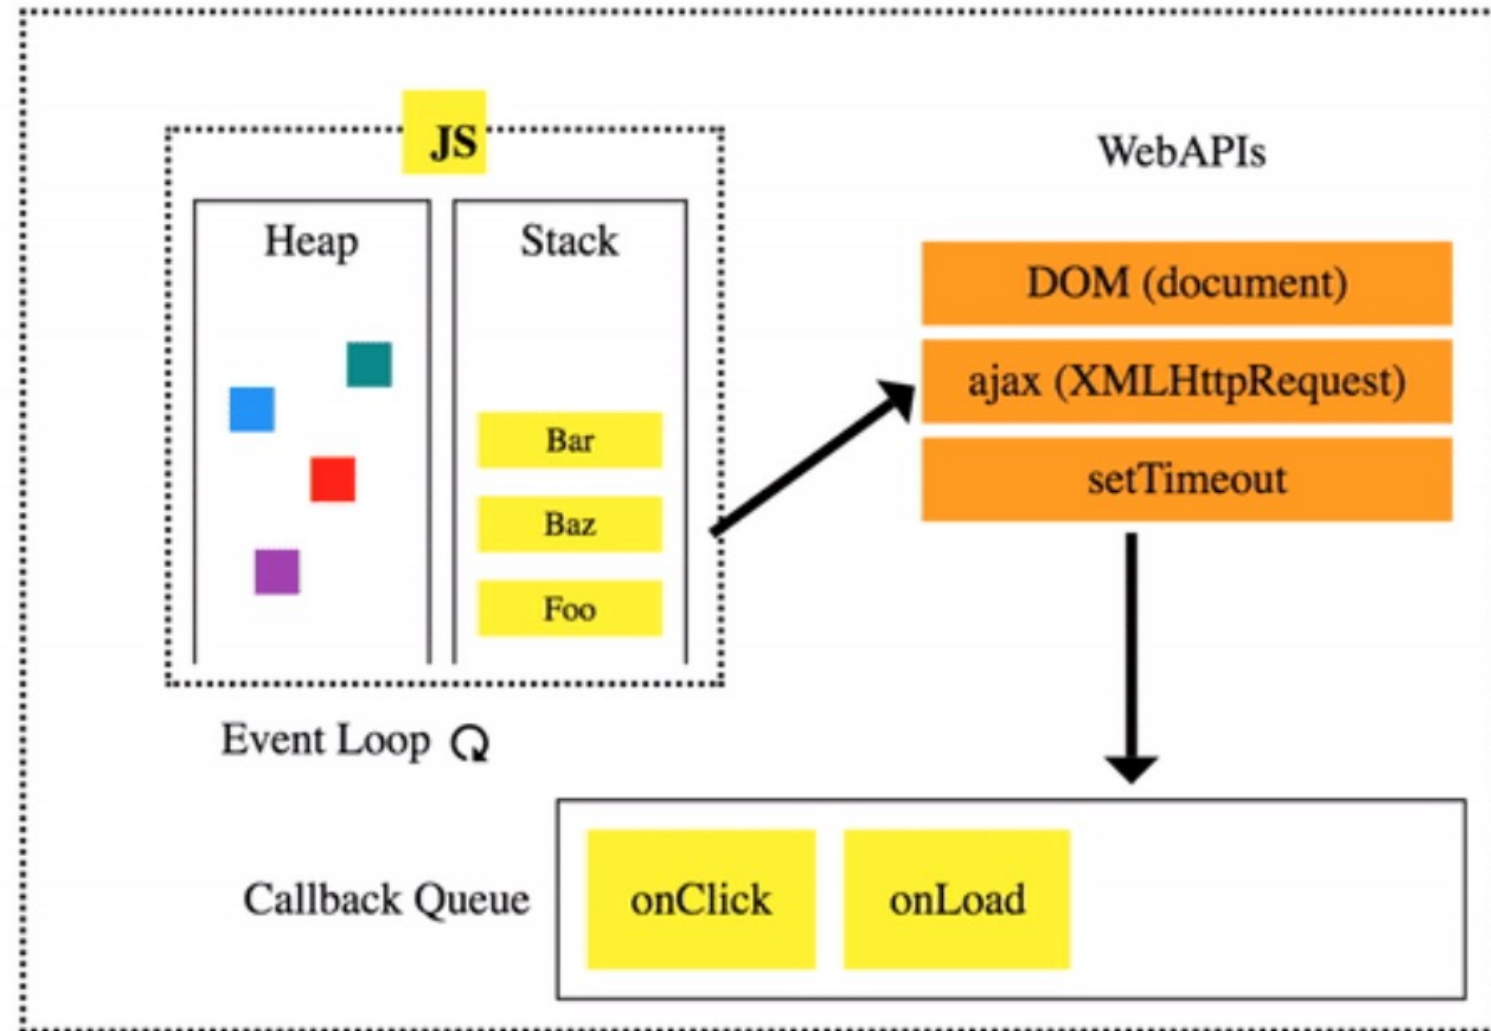 JS
Heap
Stack
Bar
Baz
Foo
Event Loop
WebAPIs
DOM (document)
ajax (XMLHttpRequest)
setTimeout
Callback Queue
onClick
onLoad